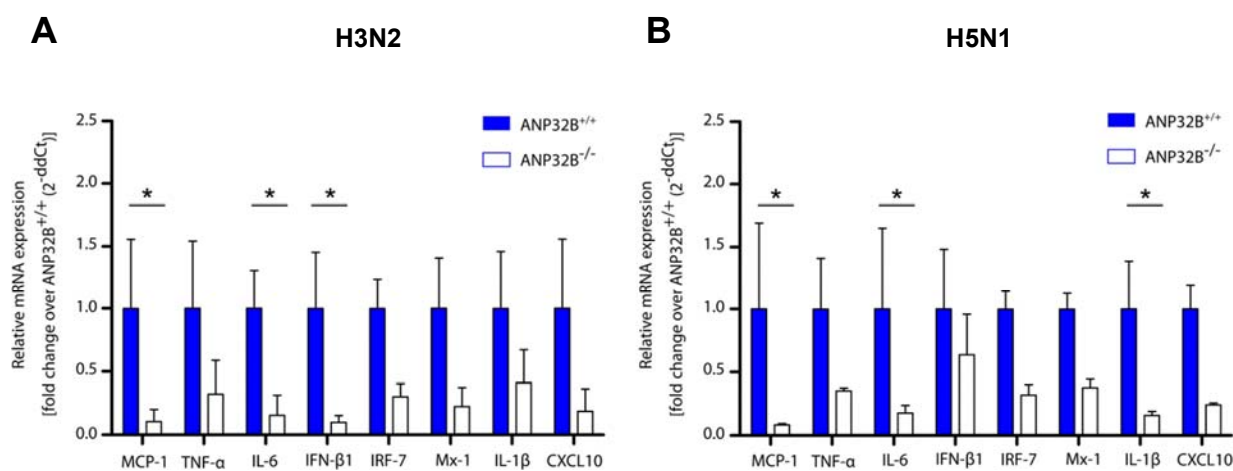 A
H3N2
Relative mRNA expression
[fold change over ANP32B+/+ (2-ddCt)]
2.5
2.0
1.5
1.0
0.5
0.0
ANP32B+/+
ANP32B-/-
*
*
*
MCP-1 TNF-α IL-6 IFN-β1 IRF-7 Mx-1 IL-1β CXCL10
B
H5N1
Relative mRNA expression
[fold change over ANP32B+/+ (2-ddCt)]
2.5
2.0
1.5
1.0
0.5
0.0
ANP32B+/+
ANP32B-/-
*
*
*
MCP-1 TNF-α IL-6 IFN-β1 IRF-7 Mx-1 IL-1β CXCL10